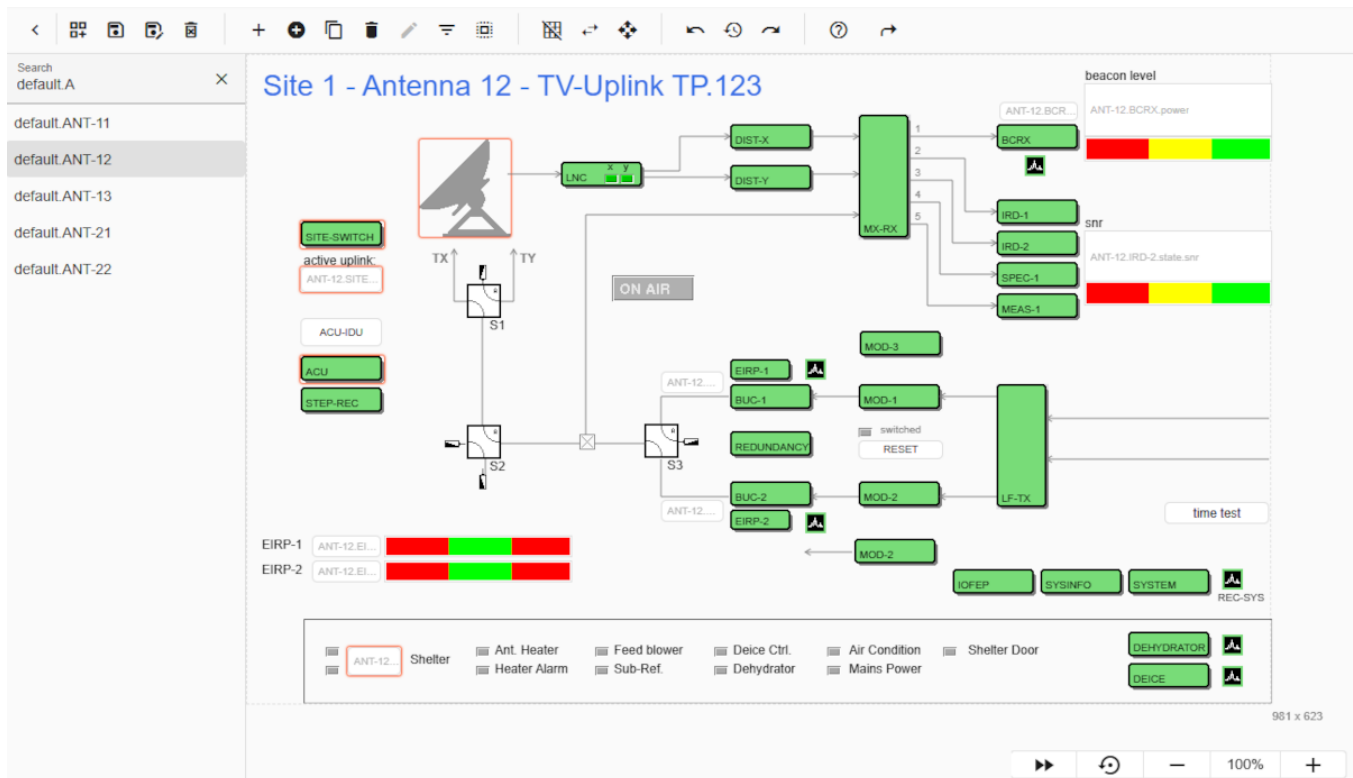 Search
default.A
default.ANT-11
default.ANT-12
default.ANT-13
default.ANT-21
default.ANT-22
Site 1 - Antenna 12 - TV-Uplink TP.123
beacon level
ANT-12.BCR...
ANT-12.BCRX.power
DIST-X
BCRX
LNC
x y
DIST-Y
MX-RX
1
2
3
4
5
IRD-1
IRD-2
SPEC-1
MEAS-1
snr
ANT-12.IRD-2.state.snr
SITE-SWITCH
active uplink:
ANT-12.SITE...
TX
TY
S1
ON AIR
ACU-IDU
ACU
STEP-REC
MOD-3
EIRP-1
ANT-12....
BUC-1
MOD-1
switched
RESET
REDUNDANCY
S2
S3
BUC-2
MOD-2
LF-TX
ANT-12....
EIRP-2
time test
MOD-2
EIRP-1 ANT-12.EI...
EIRP-2 ANT-12.EI...
IOFEP
SYSINFO
SYSTEM
REC-SYS
ANT-12...
Shelter
Ant. Heater
Feed blower
Deice Ctrl.
Air Condition
Shelter Door
Heater Alarm
Sub-Ref.
Dehydrator
Mains Power
DEHYDRATOR
DEICE
981 x 623
100%